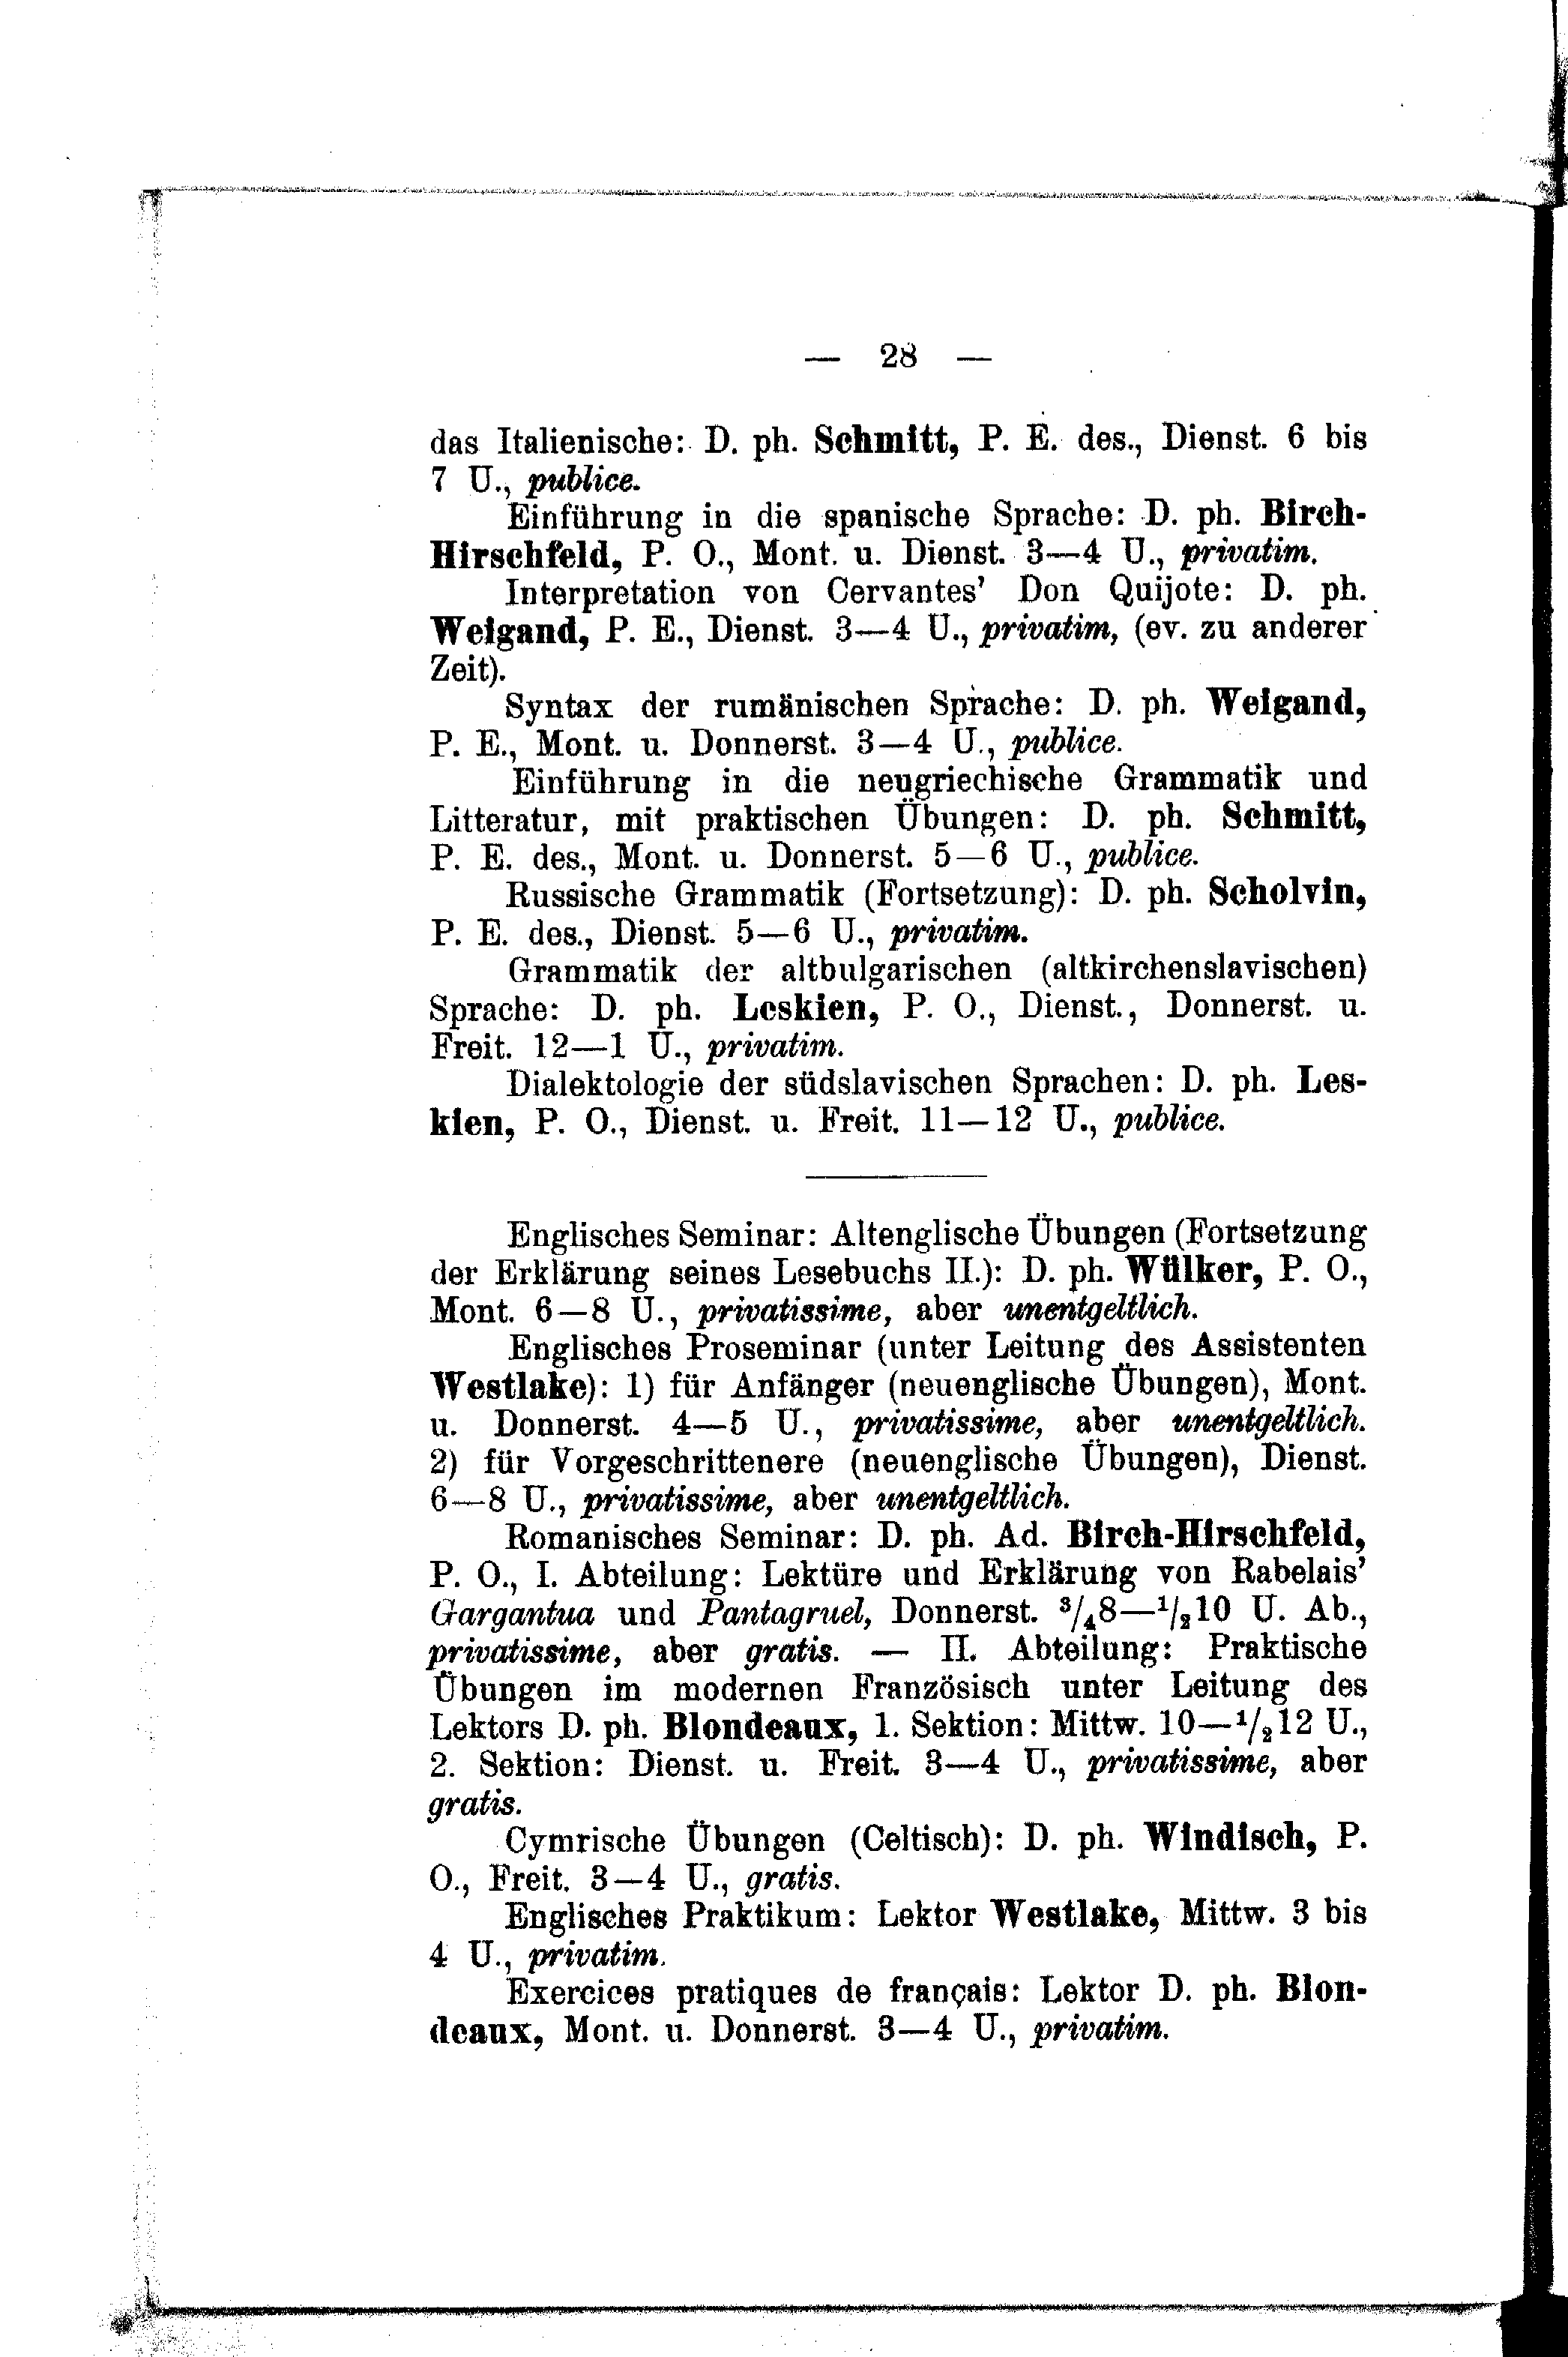 — 28 —
das Italienische: D. ph. Schmitt, P. E. des., Dienst. 6 bis
7 U., publice.
Einführung in die spanische Sprache: D. ph. Birch-
Hirschfeld, P. O., Mont. u. Dienst. 3—4 U., privatim.
Interpretation von Cervantes' Don Quijote: D. ph.
Weigand, P. E., Dienst. 3—4 U., privatim, (ev. zu anderer
Zeit).
Syntax der rumänischen Sprache: D. ph. Weigand,
P. E., Mont. u. Donnerst. 3—4 U., publice.
Einführung in die neugriechische Grammatik und
Litteratur, mit praktischen Übungen: D. ph. Schmitt,
P. E. des., Mont. u. Donnerst. 5—6 U., publice.
Russische Grammatik (Fortsetzung): D. ph. Scholvin,
P. E. des., Dienst. 5—6 U., privatim.
Grammatik der altbulgarischen (altkirchenslavischen)
Sprache: D. ph. Leskien, P. O., Dienst., Donnerst. u.
Freit. 12—1 U., privatim.
Dialektologie der südslavischen Sprachen: D. ph. Les-
kien, P. O., Dienst. u. Freit. 11—12 U., publice.
Englisches Seminar: Altenglische Übungen (Fortsetzung
der Erklärung seines Lesebuchs II.): D. ph. Wülker, P. O.,
Mont. 6—8 U., privatissime, aber unentgeltlich.
Englisches Proseminar (unter Leitung des Assistenten
Westlake): 1) für Anfänger (neuenglische Übungen), Mont.
u. Donnerst. 4—5 U., privatissime, aber unentgeltlich.
2) für Vorgeschrittenere (neuenglische Übungen), Dienst.
6—8 U., privatissime, aber unentgeltlich.
Romanisches Seminar: D. ph. Ad. Birch-Hirschfeld,
P. O., I. Abteilung: Lektüre und Erklärung von Rabelais'
Gargantua und Pantagruel, Donnerst. ³/₄8—¹/₂10 U. Ab.,
privatissime, aber gratis. — II. Abteilung: Praktische
Übungen im modernen Französisch unter Leitung des
Lektors D. ph. Blondeaux, 1. Sektion: Mittw. 10—¹/₂12 U.,
2. Sektion: Dienst. u. Freit. 3—4 U., privatissime, aber
gratis.
Cymrische Übungen (Celtisch): D. ph. Windisch, P.
O., Freit. 3—4 U., gratis.
Englisches Praktikum: Lektor Westlake, Mittw. 3 bis
4 U., privatim.
Exercices pratiques de français: Lektor D. ph. Blon-
deaux, Mont. u. Donnerst. 3—4 U., privatim.